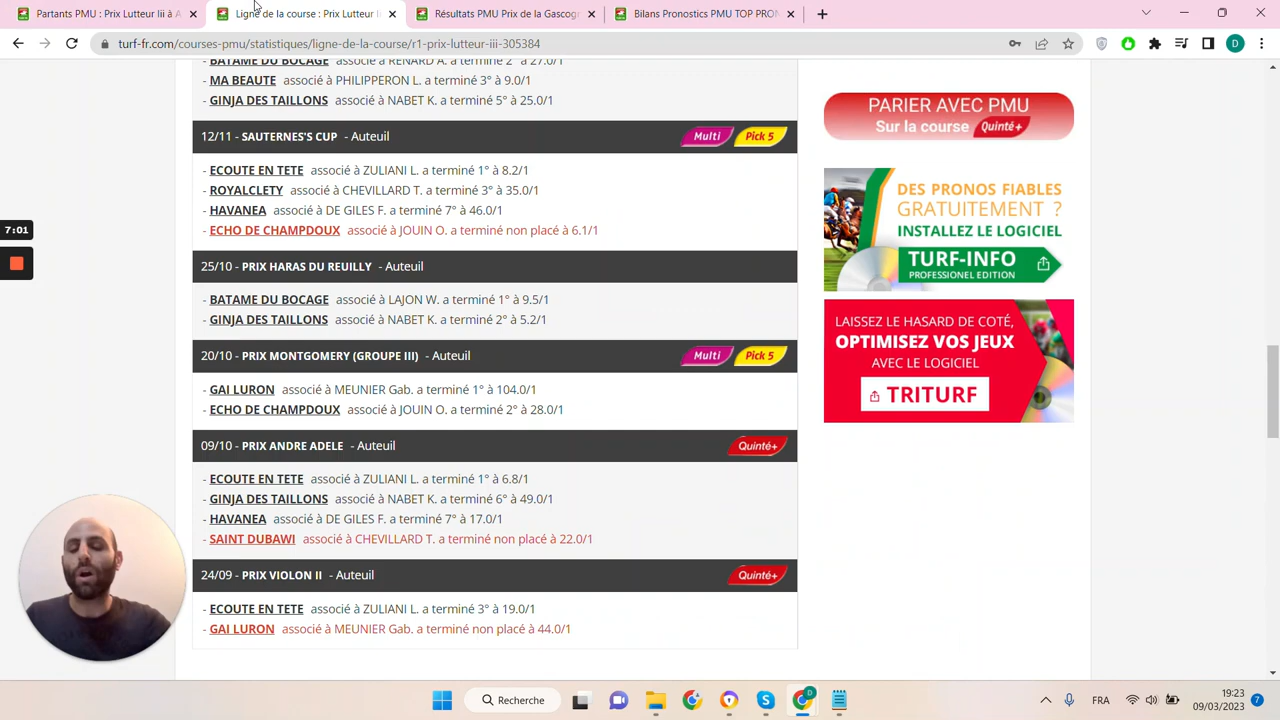 Partants PMU : Prix Lutteur Iii à A
Ligne de la course : Prix Lutteur I
Résultats PMU Prix de la Gascogn
Bilans Pronostics PMU TOP PRON
turf-fr.com/courses-pmu/statistiques/ligne-de-la-course/r1-prix-lutteur-iii-305384
D
- BATAME DU BOCAGE associé à RENARD A. a terminé 2° à 27.0/1
- MA BEAUTE associé à PHILIPPERON L. a terminé 3° à 9.0/1
- GINJA DES TAILLONS associé à NABET K. a terminé 5° à 25.0/1
12/11 - SAUTERNES'S CUP - Auteuil Multi Pick 5
- ECOUTE EN TETE associé à ZULIANI L. a terminé 1° à 8.2/1
- ROYALCLETY associé à CHEVILLARD T. a terminé 3° à 35.0/1
- HAVANEA associé à DE GILES F. a terminé 7° à 46.0/1
- ECHO DE CHAMPDOUX associé à JOUIN O. a terminé non placé à 6.1/1
25/10 - PRIX HARAS DU REUILLY - Auteuil
- BATAME DU BOCAGE associé à LAJON W. a terminé 1° à 9.5/1
- GINJA DES TAILLONS associé à NABET K. a terminé 2° à 5.2/1
20/10 - PRIX MONTGOMERY (GROUPE III) - Auteuil Multi Pick 5
- GAI LURON associé à MEUNIER Gab. a terminé 1° à 104.0/1
- ECHO DE CHAMPDOUX associé à JOUIN O. a terminé 2° à 28.0/1
09/10 - PRIX ANDRE ADELE - Auteuil Quinté+
- ECOUTE EN TETE associé à ZULIANI L. a terminé 1° à 6.8/1
- GINJA DES TAILLONS associé à NABET K. a terminé 6° à 49.0/1
- HAVANEA associé à DE GILES F. a terminé 7° à 17.0/1
- SAINT DUBAWI associé à CHEVILLARD T. a terminé non placé à 22.0/1
24/09 - PRIX VIOLON II - Auteuil Quinté+
- ECOUTE EN TETE associé à ZULIANI L. a terminé 3° à 19.0/1
- GAI LURON associé à MEUNIER Gab. a terminé non placé à 44.0/1
PARIER AVEC PMU
Sur la course Quinté+
DES PRONOS FIABLES
GRATUITEMENT ?
INSTALLEZ LE LOGICIEL
TURF-INFO
PROFESSIONEL EDITION
LAISSEZ LE HASARD DE COTÉ,
OPTIMISEZ VOS JEUX
AVEC LE LOGICIEL
TRITURF
7:01
Recherche
D
FRA
19:23
09/03/2023
7